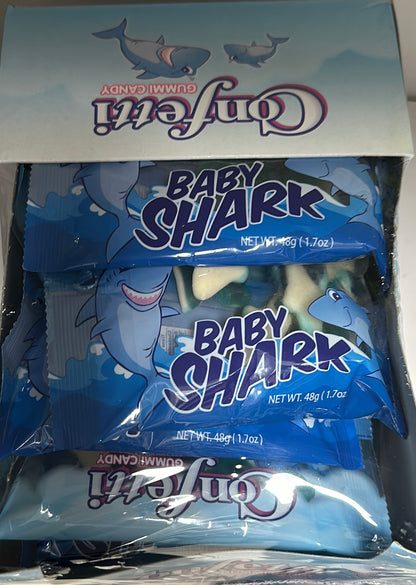 Confetti
GUMMI CANDY
BABY
SHARK
NET WT. 48g ( 1.7oz )
BABY
SHARK
NET WT. 48g ( 1.7oz
NET WT. 48g ( 1.7oz )
GUMMI CANDY
Confetti